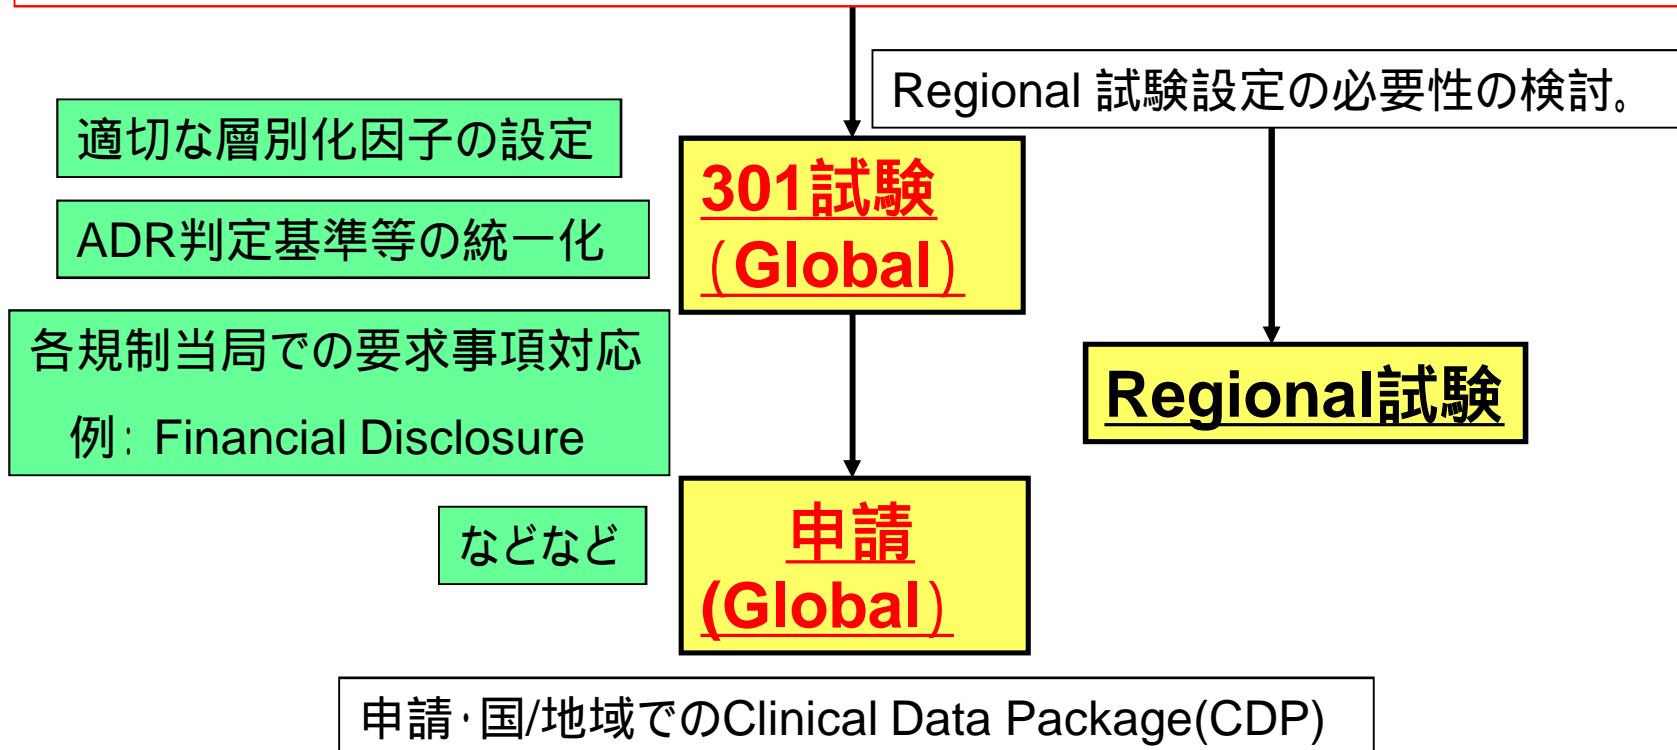 Regional 試験設定の必要性の検討。
適切な層別化因子の設定
301試験
（Global）
ADR判定基準等の統一化
各規制当局での要求事項対応
例：Financial Disclosure
Regional試験
などなど
申請
(Global）
申請・国/地域でのClinical Data Package(CDP)